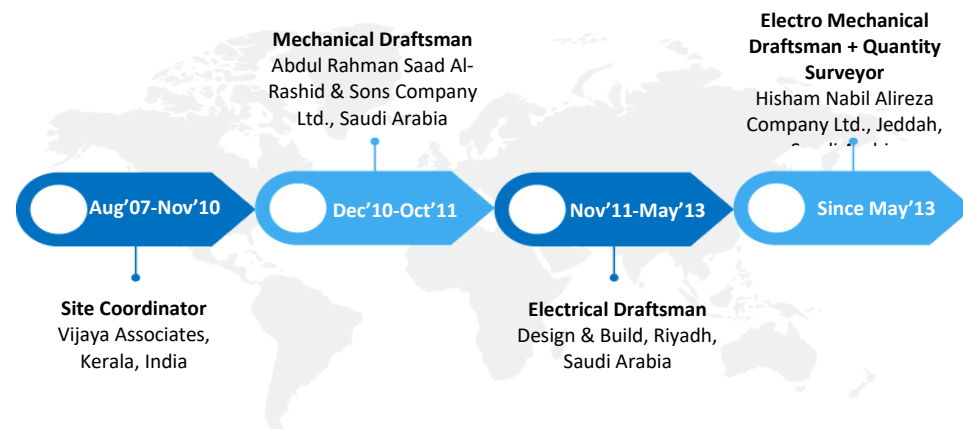 Aug'07-Nov'10
Site Coordinator
Vijaya Associates,
Kerala, India
Mechanical Draftsman
Abdul Rahman Saad Al-
Rashid & Sons Company
Ltd., Saudi Arabia
Dec'10-Oct'11
Nov'11-May'13
Electrical Draftsman
Design & Build, Riyadh,
Saudi Arabia
Electro Mechanical
Draftsman + Quantity
Surveyor
Hisham Nabil Alireza
Company Ltd., Jeddah,
Since May'13